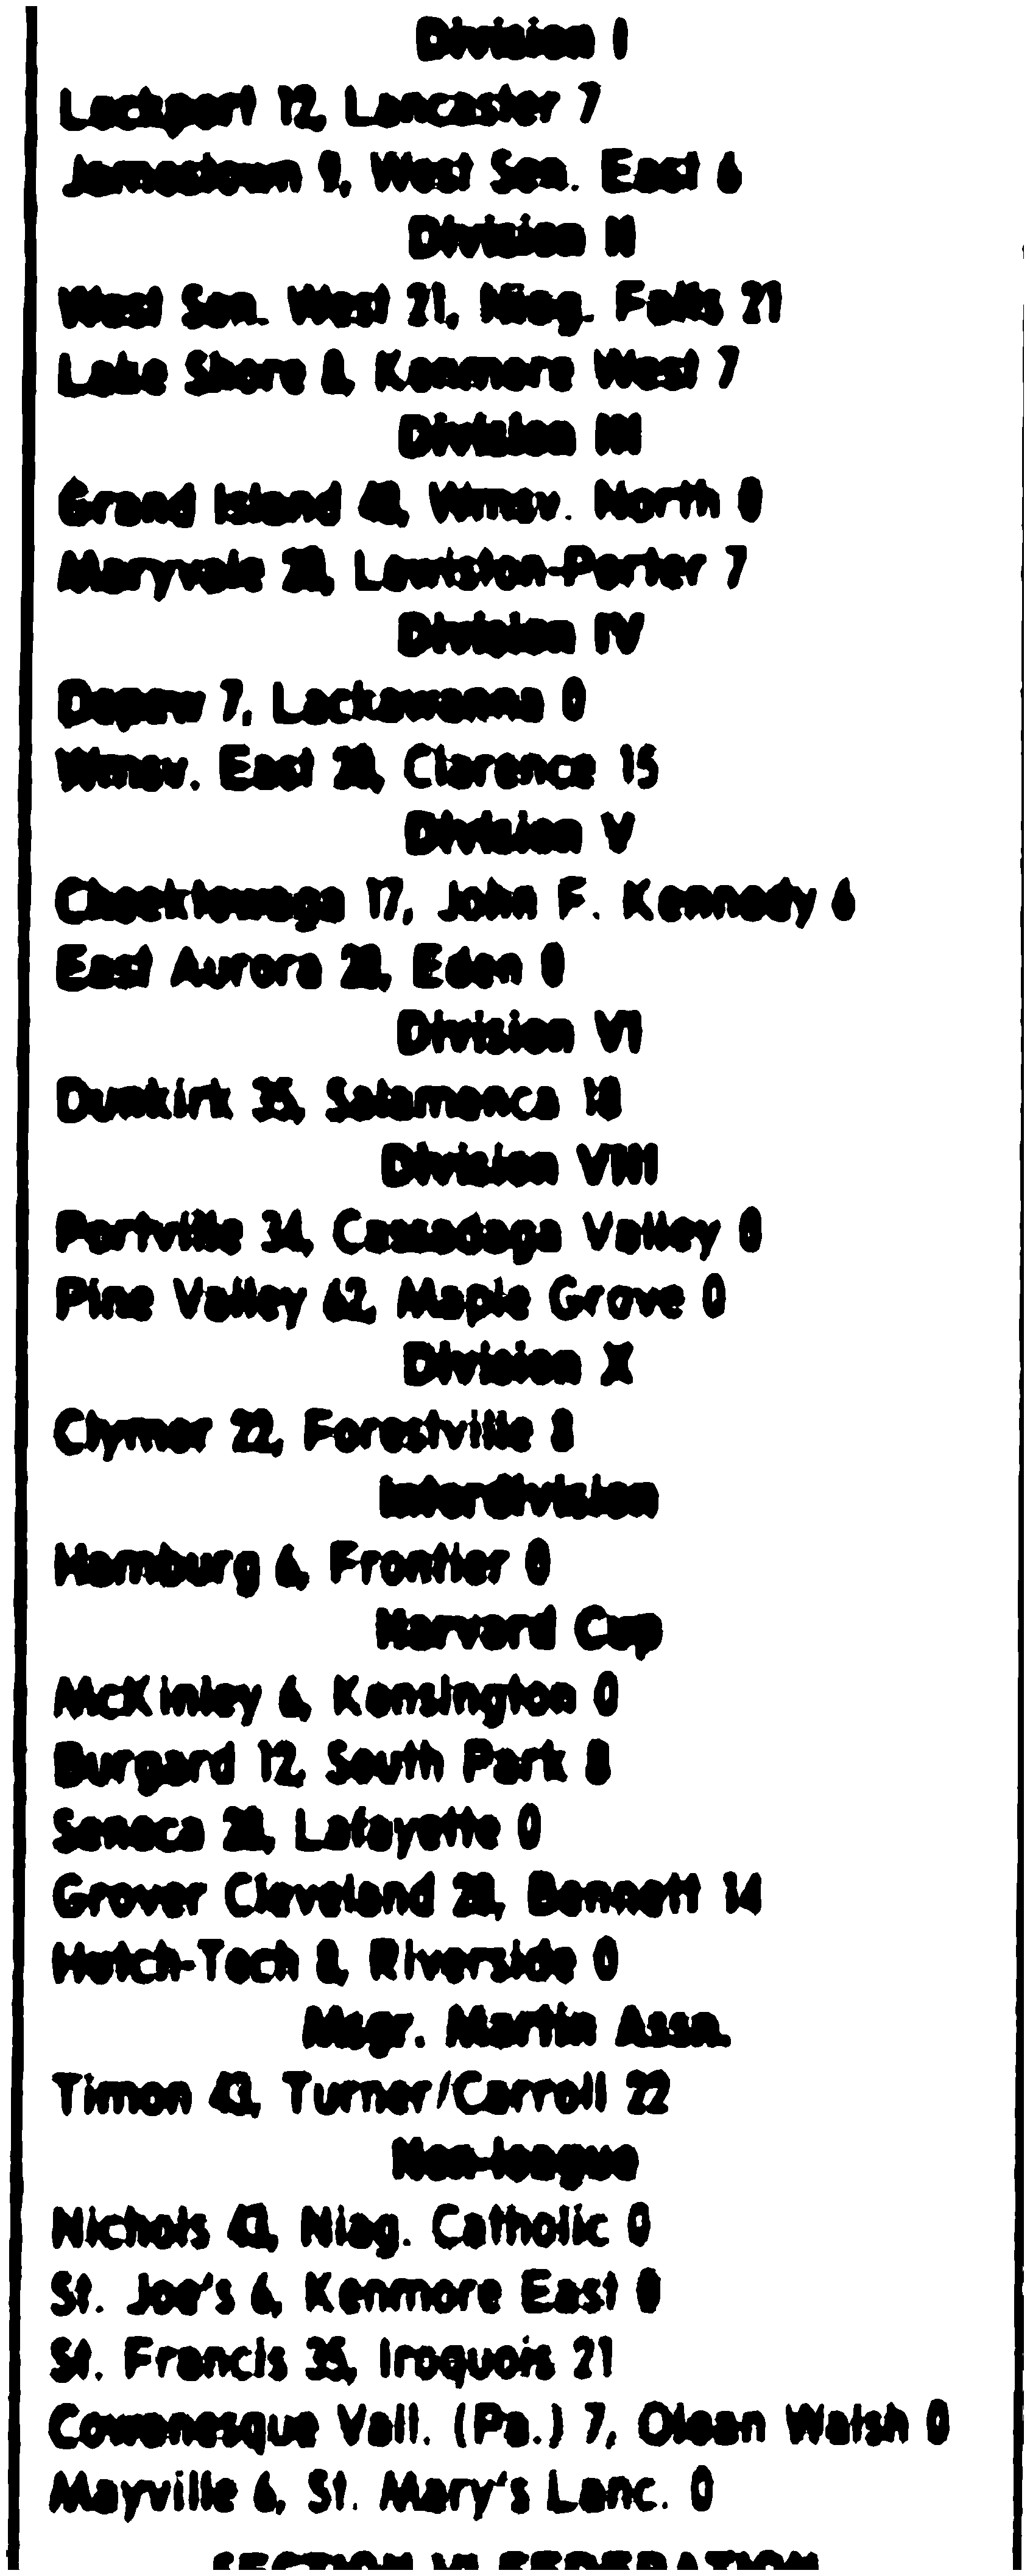 Division I
Lockport 12, Lancaster 7
Jamestown 9, West Sen. East 6
Division II
West Sen. West 21, Niag. Falls 21
Lake Shore 8, Kenmore West 7
Division III
Grand Island 48, Wmsv. North 0
Maryvale 28, Lewiston-Porter 7
Division IV
Depew 7, Lackawanna 0
Wmsv. East 28, Clarence 15
Division V
Cheektowaga 17, John F. Kennedy 6
East Aurora 28, Eden 0
Division VI
Dunkirk 35, Salamanca 18
Division VIII
Portville 34, Cassadaga Valley 0
Pine Valley 62, Maple Grove 0
Division X
Clymer 22, Forestville 8
Interdivision
Hamburg 6, Frontier 0
Harvard Cup
McKinley 6, Kensington 0
Burgard 12, South Park 8
Seneca 28, Lafayette 0
Grover Cleveland 28, Bennett 14
Hutch-Tech 8, Riverside 0
Msgr. Martin Assn.
Timon 43, Turner/Carroll 22
Non-league
Nichols Niag. Catholic 0
St. Joe's 6, Kenmore East 0
St. Francis 35, Iroquois 21
Cowanesque Vall. (Pa.) 7, Olean Walsh 0
Mayville 6, St. Mary's Lanc. 0
SECTION VI FEDERATION